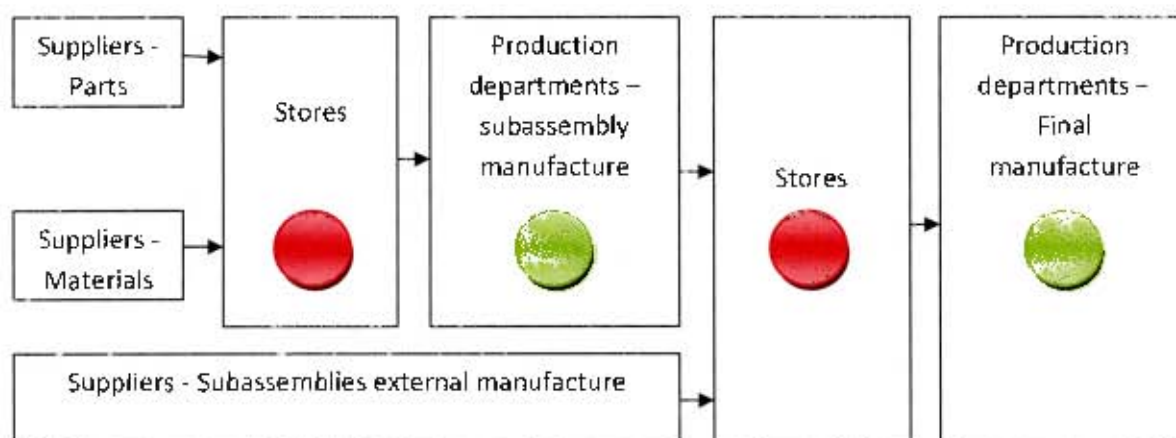 Suppliers -
Parts
Stores
Production
departments –
subassembly
manufacture
Stores
Production
departments –
Final
manufacture
Suppliers -
Materials
Suppliers - Subassemblies external manufacture